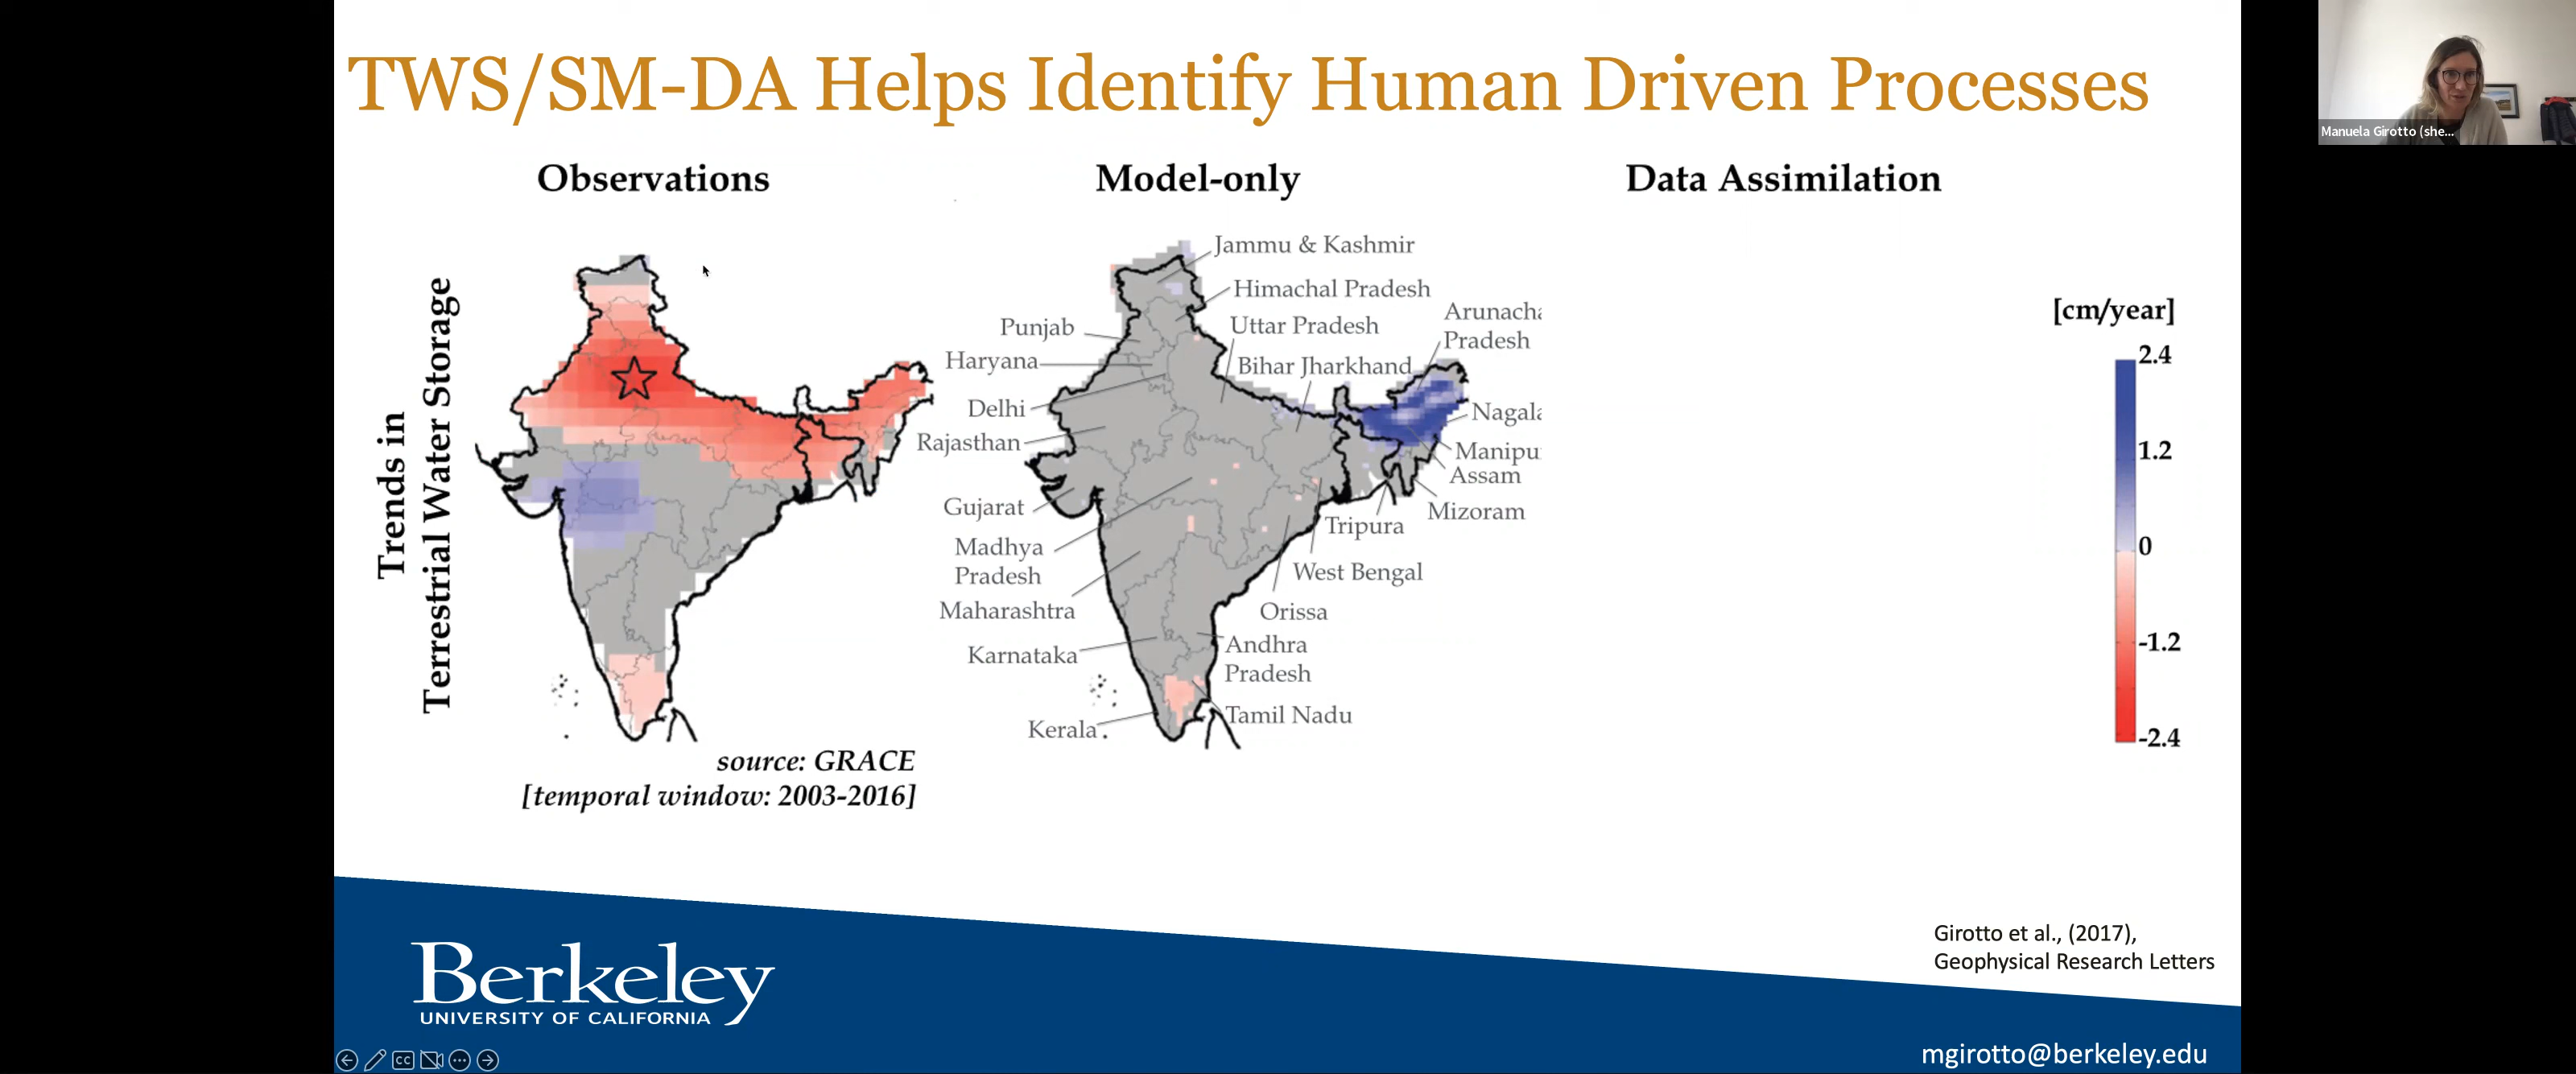 TWS/SM-DA Helps Identify Human Driven Processes
Manuela Girotto (she...
Observations
Model-only
Data Assimilation
Trends in
Terrestrial Water Storage
source: GRACE
[temporal window: 2003-2016]
Jammu & Kashmir
Himachal Pradesh
Punjab
Uttar Pradesh
Arunacha
Pradesh
Haryana
Bihar Jharkhand
Delhi
Nagala
Rajasthan
Manipu
Assam
Gujarat
Mizoram
Tripura
Madhya
Pradesh
West Bengal
Maharashtra
Orissa
Karnataka
Andhra
Pradesh
Kerala
Tamil Nadu
[cm/year]
2.4
1.2
0
-1.2
-2.4
Girotto et al., (2017),
Geophysical Research Letters
Berkeley
UNIVERSITY OF CALIFORNIA
CC
mgirotto@berkeley.edu